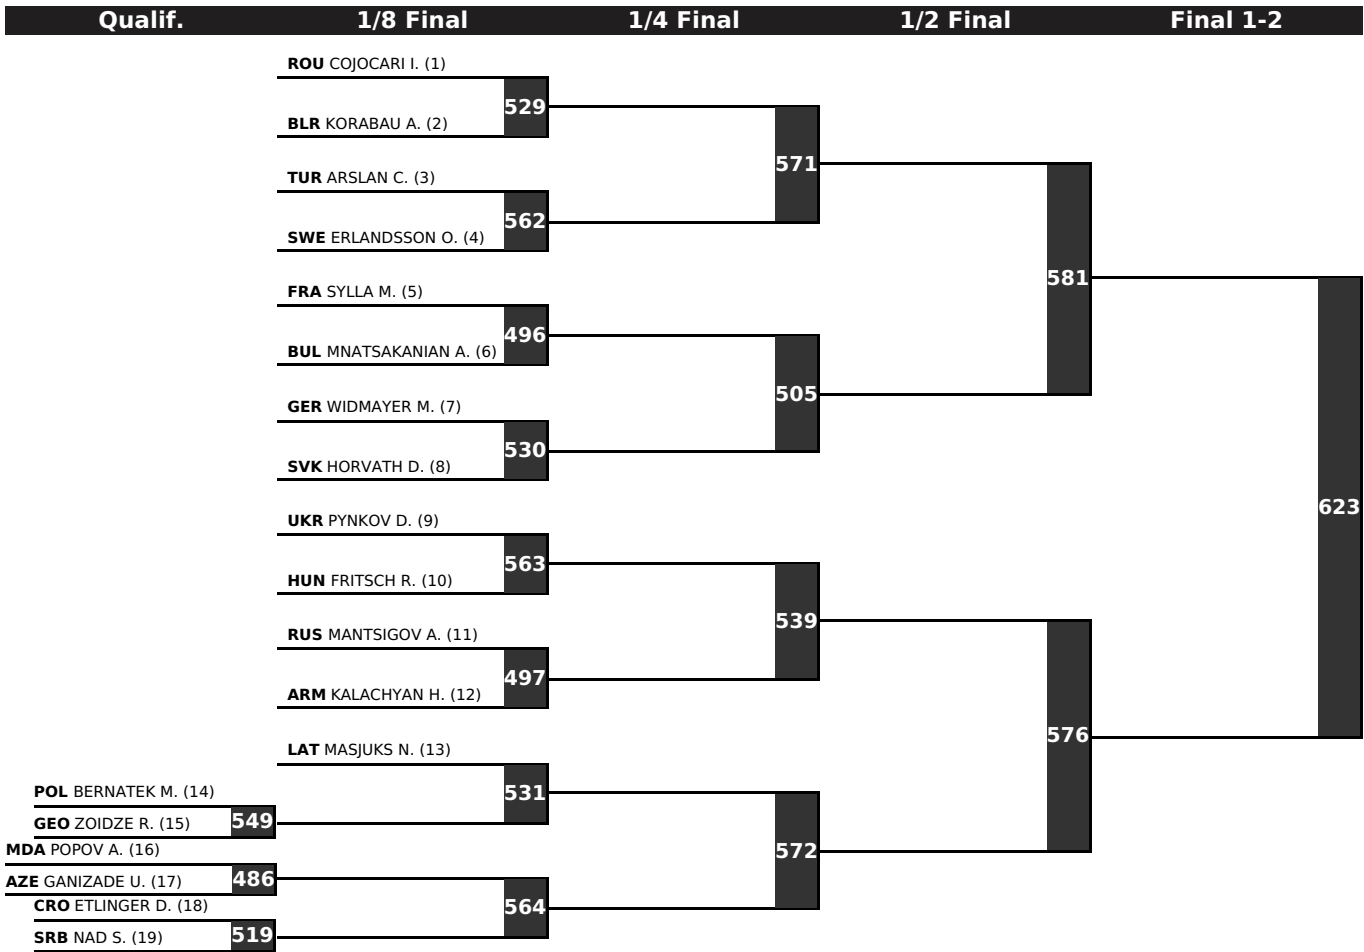 Qualif. 1/8 Final 1/4 Final 1/2 Final Final 1-2
ROU COJOCARI I. (1)
529
BLR KORABAU A. (2)
571
TUR ARSLAN C. (3)
562
SWE ERLANDSSON O. (4)
581
FRA SYLLA M. (5)
496
BUL MNATSAKANIAN A. (6)
505
GER WIDMAYER M. (7)
530
SVK HORVATH D. (8)
623
UKR PYNKOV D. (9)
563
HUN FRITSCH R. (10)
539
RUS MANTSIGOV A. (11)
497
ARM KALACHYAN H. (12)
576
LAT MASJUKS N. (13)
531
POL BERNATEK M. (14)
549
GEO ZOIDZE R. (15)
572
MDA POPOV A. (16)
486
AZE GANIZADE U. (17)
564
CRO ETLINGER D. (18)
519
SRB NAD S. (19)